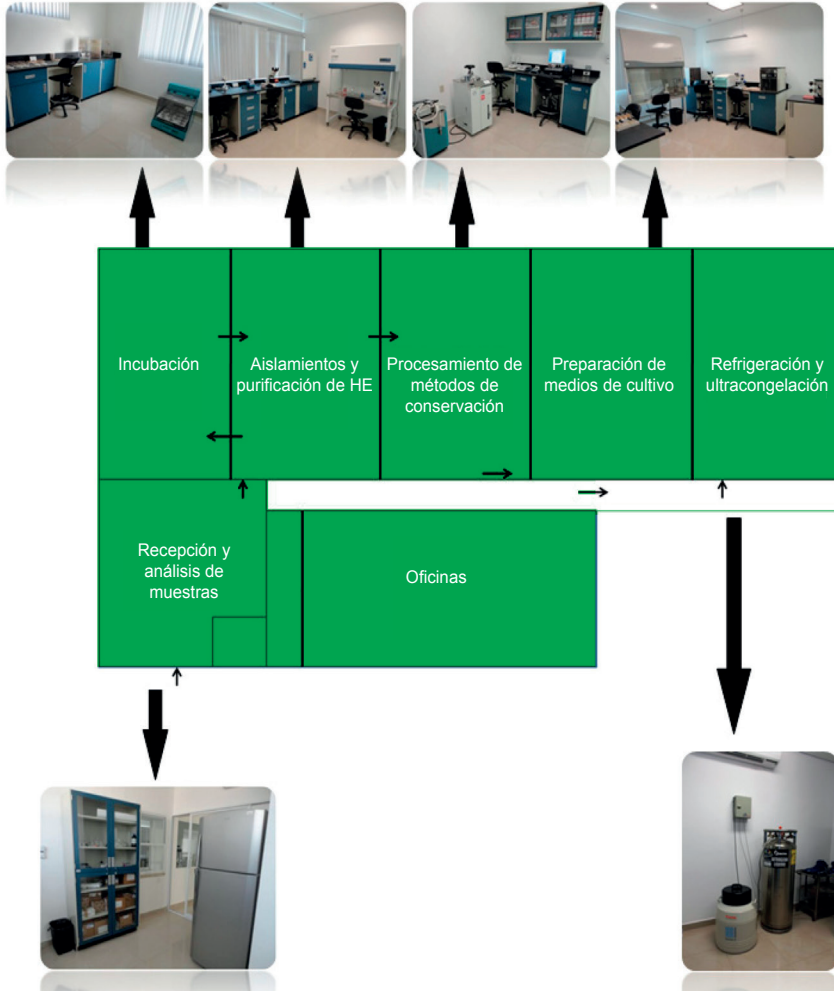 Incubación
Aislamientos y
purificación de HE
Procesamiento de
métodos de
conservación
Preparación de
medios de cultivo
Refrigeración y
ultracongelación
Recepción y
análisis de
muestras
Oficinas